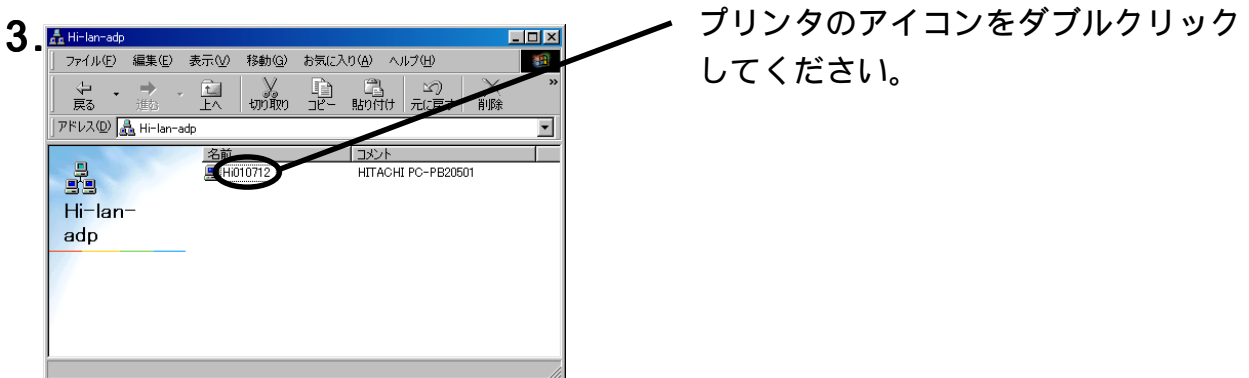 3.
Hi-lan-adp
ファイル(F) 編集(E) 表示(V) 移動(G) お気に入り(A) ヘルプ(H)
戻る 進む 上へ 切り取り コピー 貼り付け 元に戻す 削除 »
アドレス(D) Hi-lan-adp
名前 コメント
Hi010712 HITACHI PC-PB20501
Hi-lan-
adp
プリンタのアイコンをダブルクリック
してください。